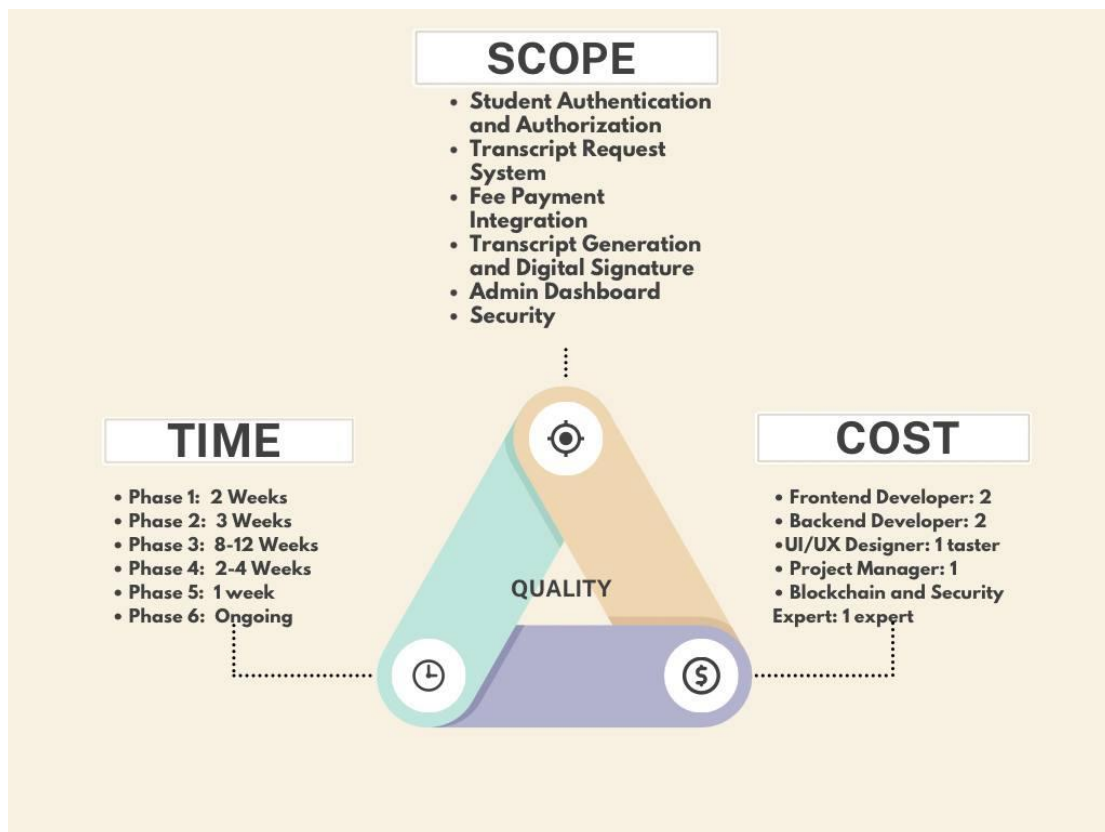 SCOPE
• Student Authentication
and Authorization
• Transcript Request
System
• Fee Payment
Integration
• Transcript Generation
and Digital Signature
• Admin Dashboard
• Security
TIME
• Phase 1: 2 Weeks
• Phase 2: 3 Weeks
• Phase 3: 8-12 Weeks
• Phase 4: 2-4 Weeks
• Phase 5: 1 week
• Phase 6: Ongoing
COST
• Frontend Developer: 2
• Backend Developer: 2
•UI/UX Designer: 1 taster
• Project Manager: 1
• Blockchain and Security
Expert: 1 expert
QUALITY
$